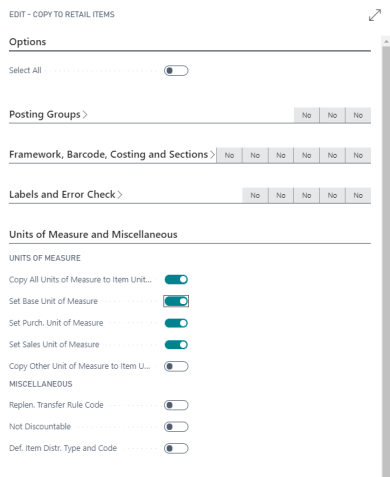 EDIT - COPY TO RETAIL ITEMS
Options
Select All
Posting Groups > No No No
Framework, Barcode, Costing and Sections > No No No No No No
Labels and Error Check > No No No No No
Units of Measure and Miscellaneous
UNITS OF MEASURE
Copy All Units of Measure to Item Unit...
Set Base Unit of Measure
Set Purch. Unit of Measure
Set Sales Unit of Measure
Copy Other Unit of Measure to Item U...
MISCELLANEOUS
Replen. Transfer Rule Code
Not Discountable
Def. Item Distr. Type and Code